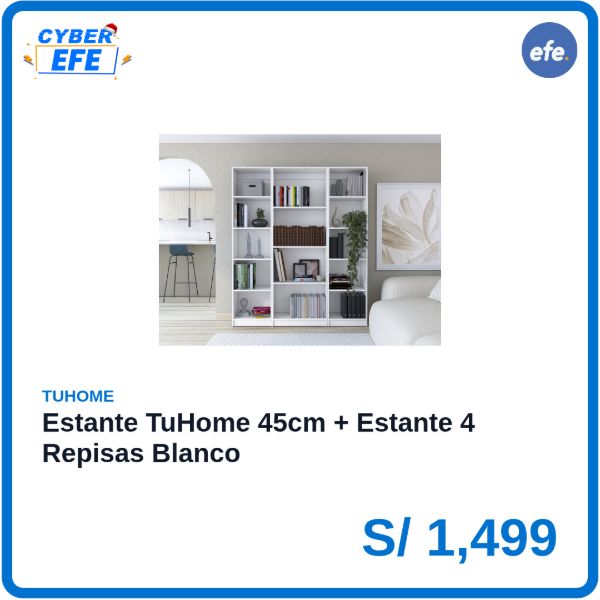 CYBER
EFE
efe.
TUHOME
Estante TuHome 45cm + Estante 4
Repisas Blanco
S/ 1,499